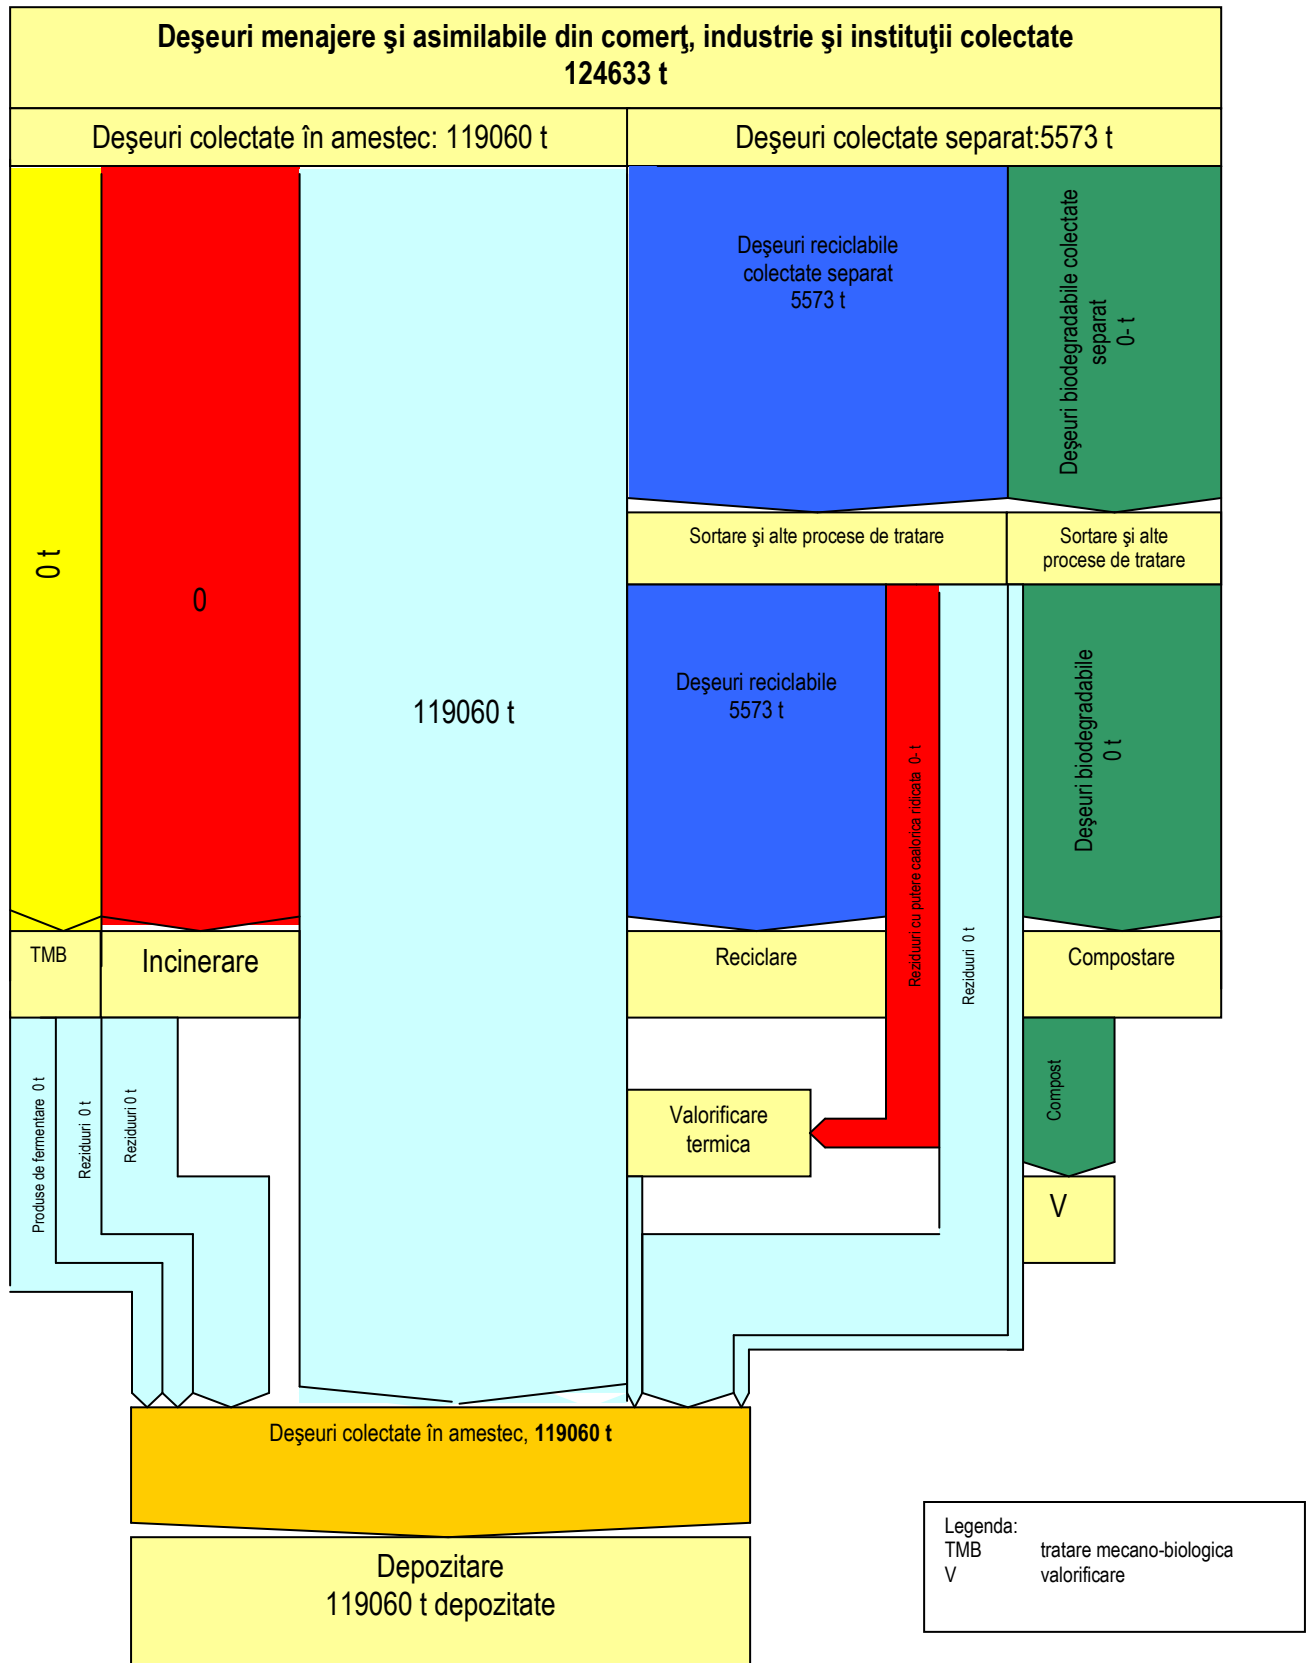 Deşeuri menajere şi asimilabile din comerţ, industrie şi instituţii colectate
124633 t
Deşeuri colectate în amestec: 119060 t
Deşeuri colectate separat:5573 t
0 t
0
119060 t
Deşeuri reciclabile
colectate separat
5573 t
Deşeuri biodegradabile colectate
separat
0- t
Sortare şi alte procese de tratare
Sortare şi alte
procese de tratare
Deşeuri reciclabile
5573 t
Reziduuri cu putere caalorica ridicata  0- t
Reziduuri  0 t
Deşeuri biodegradabile
0 t
TMB
Incinerare
Reciclare
Compostare
Produse de fermentare  0 t
Reziduuri  0 t
Reziduuri 0 t
Valorificare
termica
Compost
V
Deşeuri colectate în amestec, 119060 t
Depozitare
119060 t depozitate
Legenda:
TMB tratare mecano-biologica
V valorificare